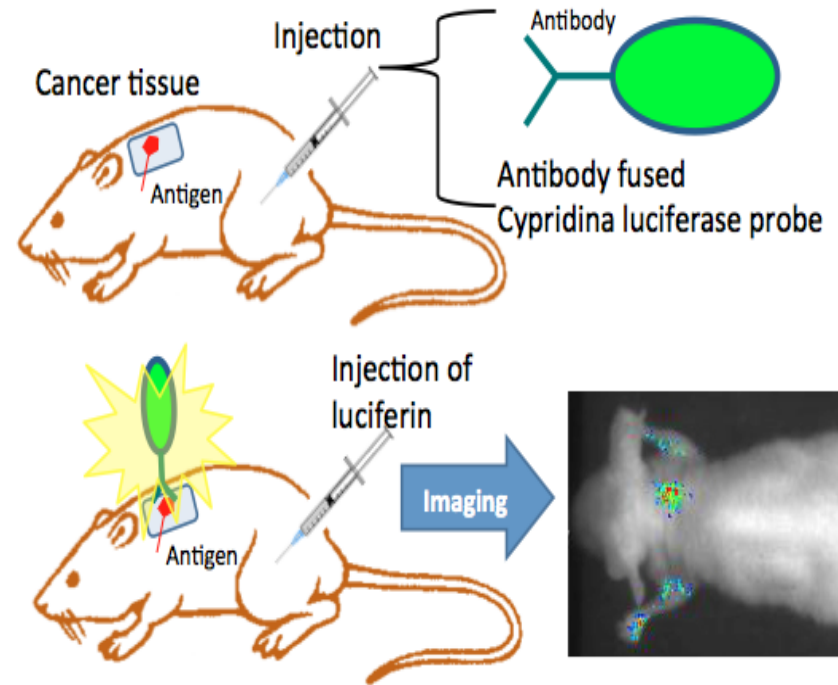 Injection
Antibody
Cancer tissue
Antigen
Antibody fused
Cypridina luciferase probe
Injection of
luciferin
Imaging
Antigen